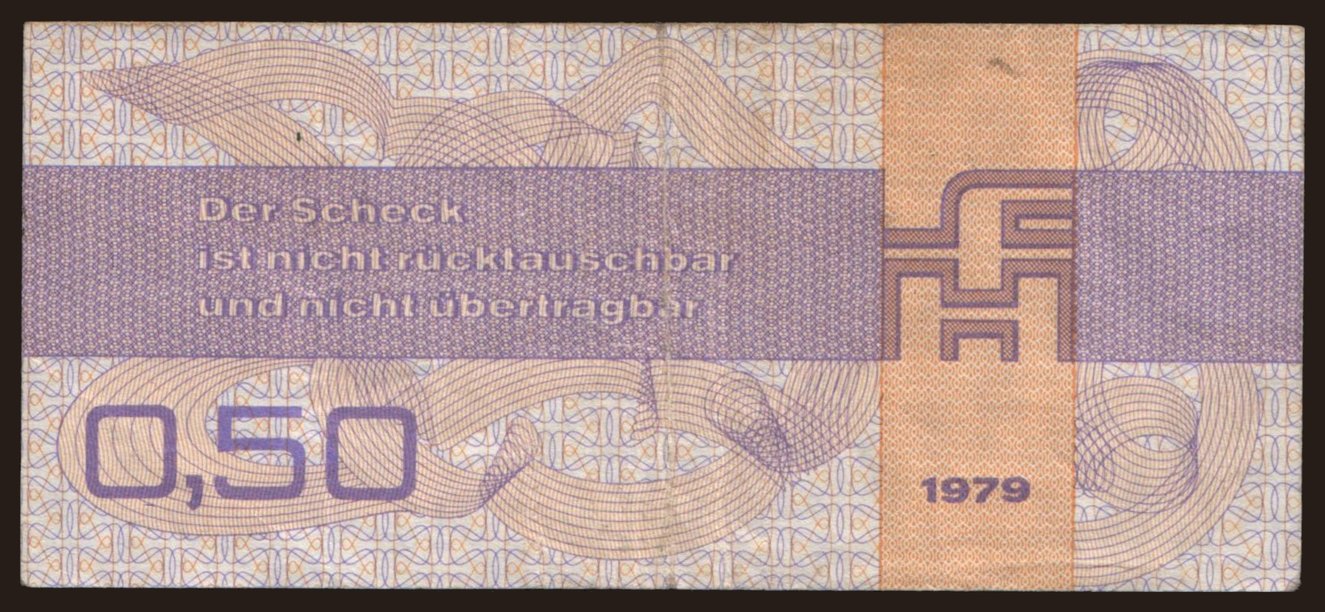 Der Scheck
ist nicht rücktauschbar
und nicht übertragbar
0,50
1979